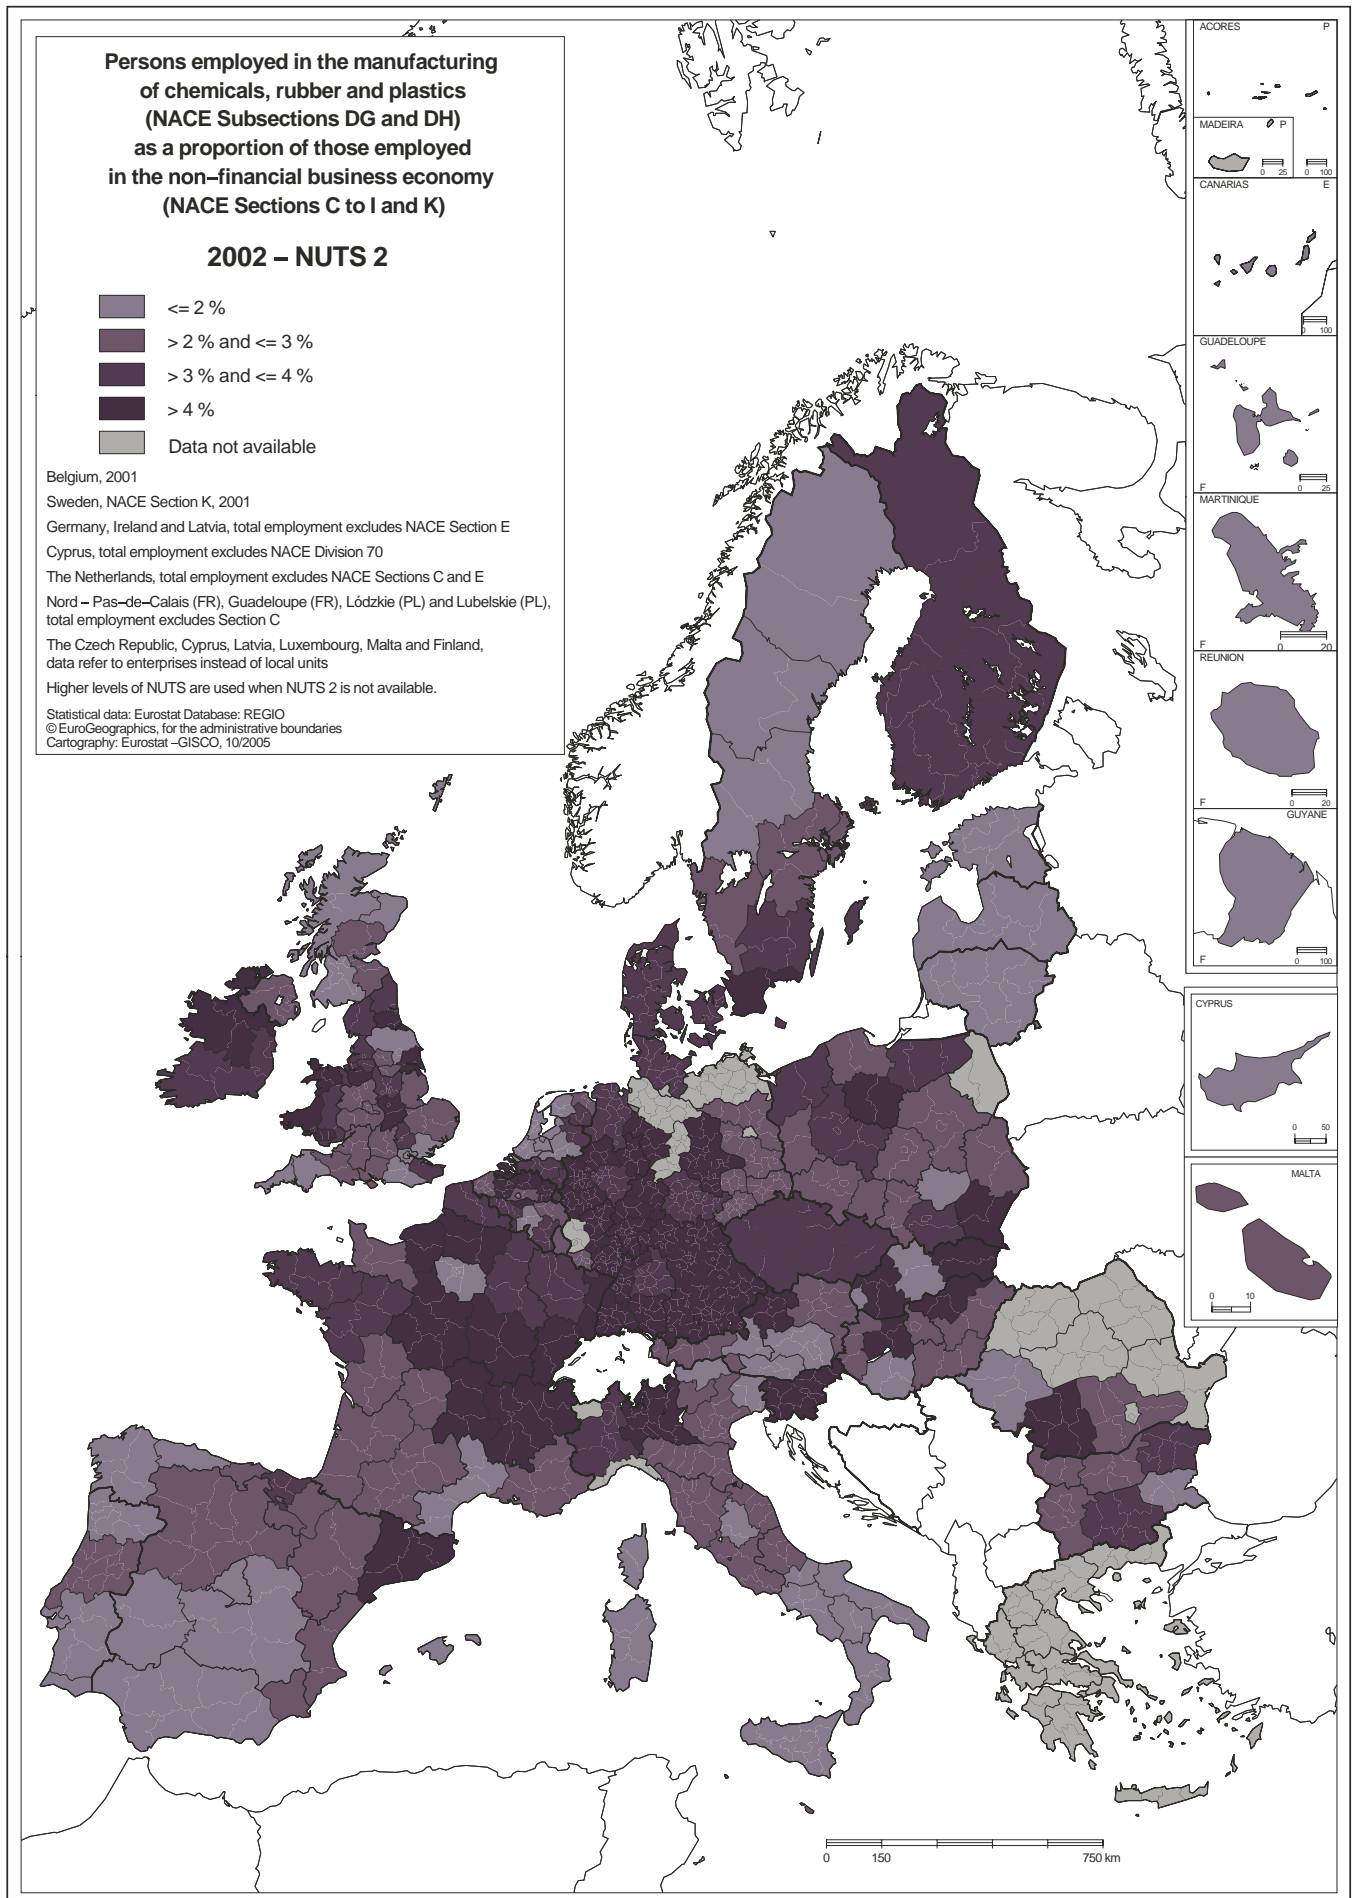 Persons employed in the manufacturing
of chemicals, rubber and plastics
(NACE Subsections DG and DH)
as a proportion of those employed
in the non–financial business economy
(NACE Sections C to I and K)
2002 – NUTS 2
<= 2 %
> 2 % and <= 3 %
> 3 % and <= 4 %
> 4 %
Data not available
Belgium, 2001
Sweden, NACE Section K, 2001
Germany, Ireland and Latvia, total employment excludes NACE Section E
Cyprus, total employment excludes NACE Division 70
The Netherlands, total employment excludes NACE Sections C and E
Nord – Pas–de–Calais (FR), Guadeloupe (FR), Lódzkie (PL) and Lubelskie (PL),
total employment excludes Section C
The Czech Republic, Cyprus, Latvia, Luxembourg, Malta and Finland,
data refer to enterprises instead of local units
Higher levels of NUTS are used when NUTS 2 is not available.
Statistical data: Eurostat Database: REGIO
© EuroGeographics, for the administrative boundaries
Cartography: Eurostat –GISCO, 10/2005
ACORES P
MADEIRA P
0 25 0 100
CANARIAS E
0 100
GUADELOUPE
F 0 25
MARTINIQUE
F 0 20
REUNION
F 0 20
GUYANE
F 0 100
CYPRUS
0 50
MALTA
0 10
0 150 750 km